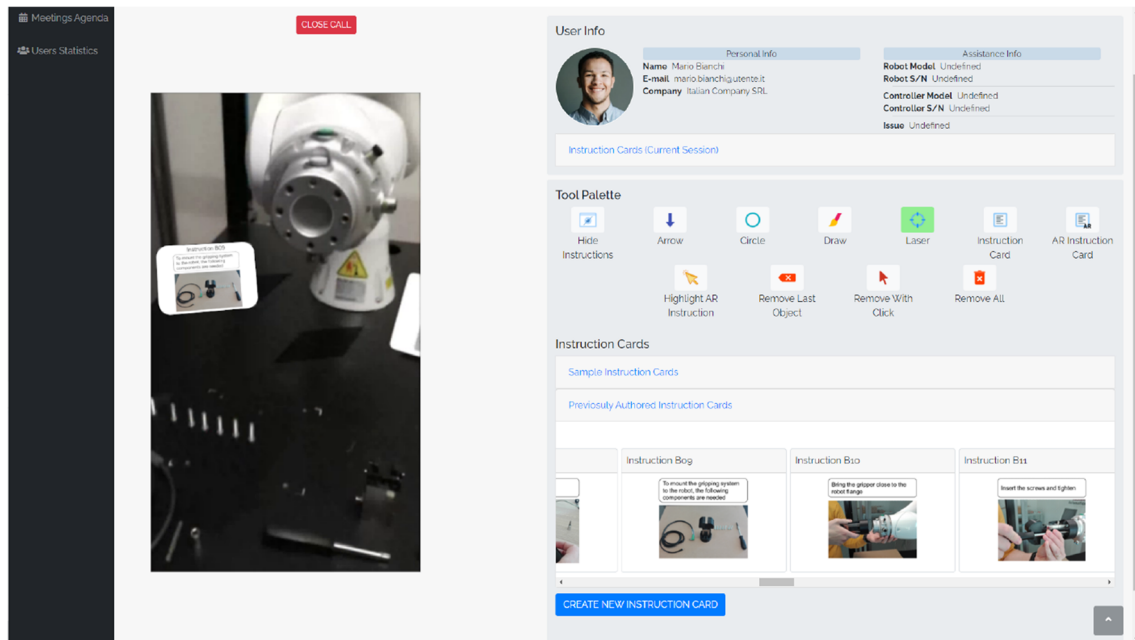 Meetings Agenda
Users Statistics
CLOSE CALL
Instruction B09
To mount the gripping system
to the robot, the following
components are needed
User Info
Personal Info
Name Mario Bianchi
E-mail mario.bianchi@utente.it
Company Italian Company SRL
Assistance Info
Robot Model Undefined
Robot S/N Undefined
Controller Model Undefined
Controller S/N Undefined
Issue Undefined
Instruction Cards (Current Session)
Tool Palette
Hide
Instructions
Arrow
Circle
Draw
Laser
Instruction
Card
AR Instruction
Card
Highlight AR
Instruction
Remove Last
Object
Remove With
Click
Remove All
Instruction Cards
Sample Instruction Cards
Previosuly Authored Instruction Cards
Instruction B09
To mount the gripping system
to the robot, the following
components are needed
Instruction B10
Bring the gripper close to the
robot flange
Instruction B11
Insert the screws and tighten
CREATE NEW INSTRUCTION CARD